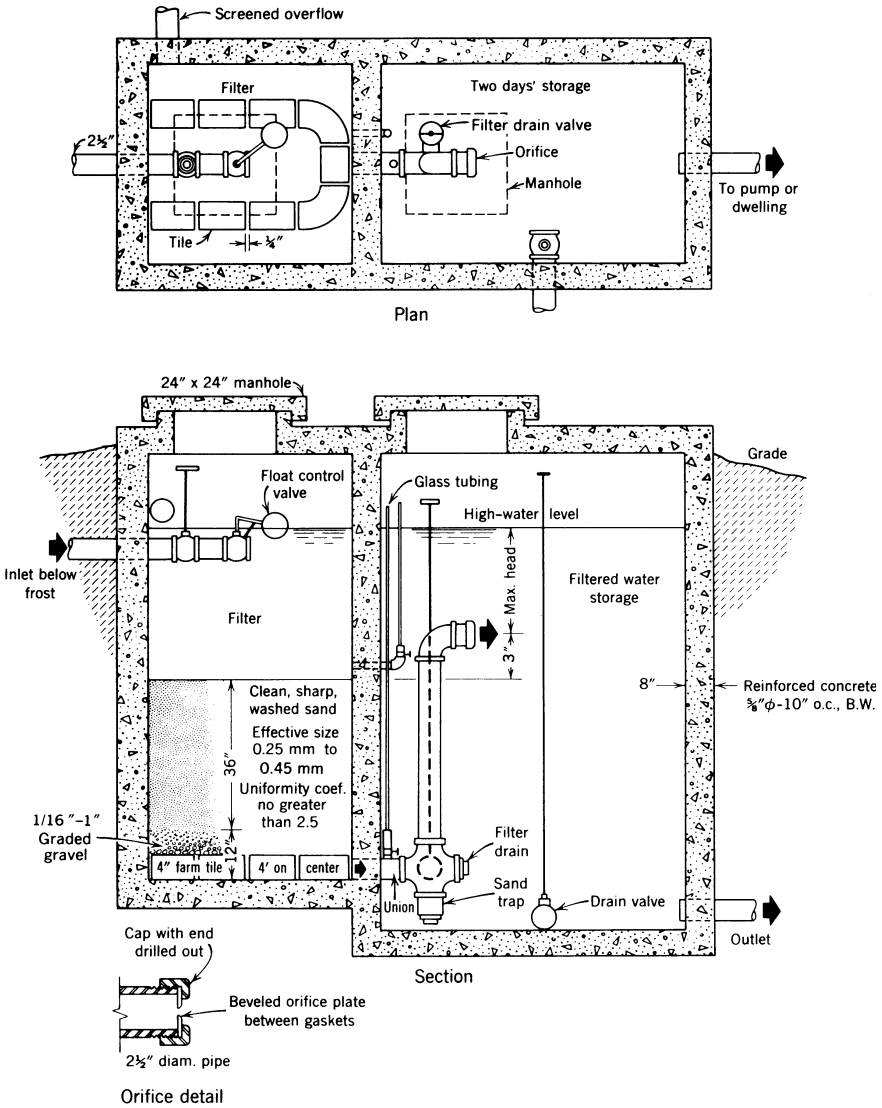 Screened overflow
Filter
Two days' storage
2½"
Filter drain valve
Orifice
Manhole
To pump or
dwelling
Tile
¼"
Plan
24" x 24" manhole
Grade
Float control
valve
Glass tubing
High-water level
Inlet below
frost
Max. head
Filtered water
storage
Filter
3"
8"
Reinforced concrete
⅝"φ-10" o.c., B.W.
Clean, sharp,
washed sand
Effective size
0.25 mm to
0.45 mm
Uniformity coef.
no greater
than 2.5
36"
1/16"-1"
Graded
gravel
12"
4" farm tile
4' on
center
Filter
drain
Union
Sand
trap
Drain valve
Outlet
Section
Cap with end
drilled out
Beveled orifice plate
between gaskets
2½" diam. pipe
Orifice detail